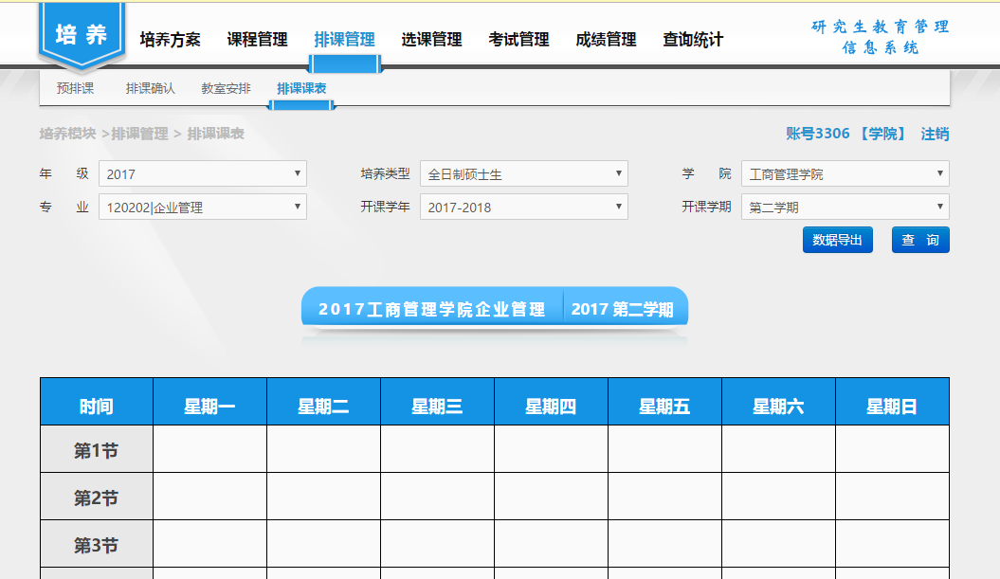 培养 培养方案 课程管理 排课管理 选课管理 考试管理 成绩管理 查询统计 研究生教育管理
信息系统
预排课 排课确认 教室安排 排课课表
培养模块 >排课管理 > 排课课表 账号3306 【学院】 注销
年 级 2017 培养类型 全日制硕士生 学 院 工商管理学院
专 业 120202|企业管理 开课学年 2017-2018 开课学期 第二学期
数据导出 查 询
2017工商管理学院企业管理 2017 第二学期
时间 星期一 星期二 星期三 星期四 星期五 星期六 星期日
第1节
第2节
第3节